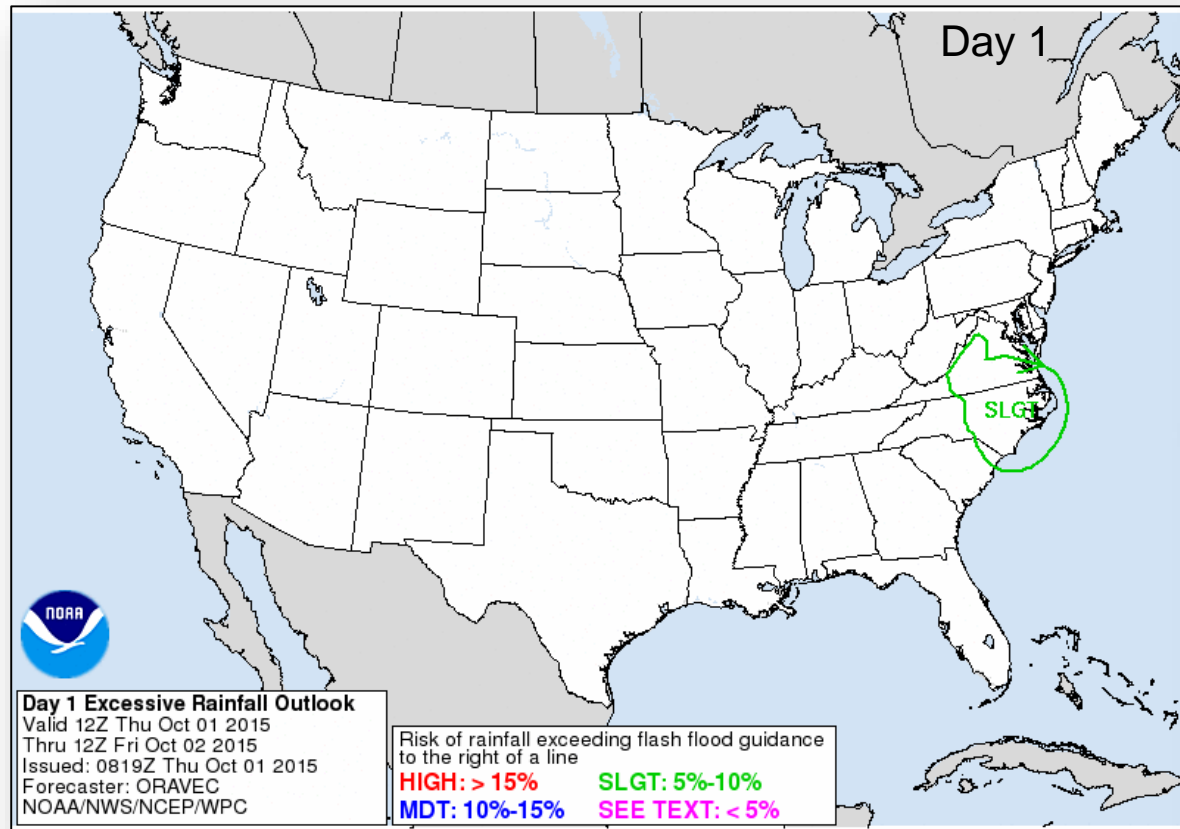 Day 1
SLGT
NOAA
Day 1 Excessive Rainfall Outlook
Valid 12Z Thu Oct 01 2015
Thru 12Z Fri Oct 02 2015
Issued: 0819Z Thu Oct 01 2015
Forecaster: ORAVEC
NOAA/NWS/NCEP/WPC
Risk of rainfall exceeding flash flood guidance
to the right of a line
HIGH: > 15% SLGT: 5%-10%
MDT: 10%-15% SEE TEXT: < 5%